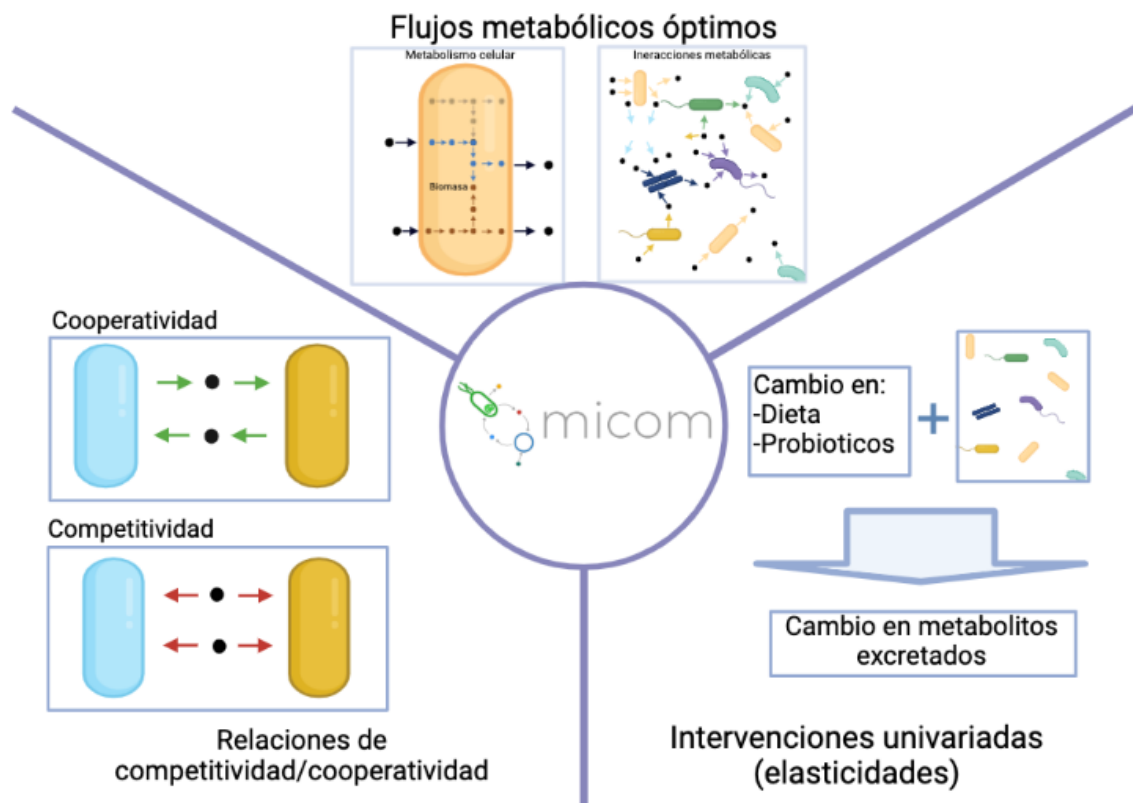 Flujos metabólicos óptimos
Metabolismo celular
Ineracciones metabólicas
Biomasa
Cooperatividad
Competitividad
Relaciones de
competitividad/cooperatividad
micom
Cambio en:
-Dieta
-Probioticos
Cambio en metabolitos
excretados
Intervenciones univariadas
(elasticidades)